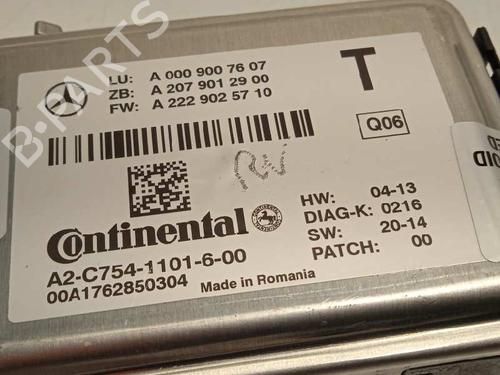 LU: A 000 900 76 07
ZB: A 207 901 29 00
FW: A 222 902 57 10
T
Q06
B-PARTS
Continental
HW: 04-13
DIAG-K: 0216
SW: 20-14
PATCH: 00
A2-C754-1101-6-00
00A1762850304 Made in Romania